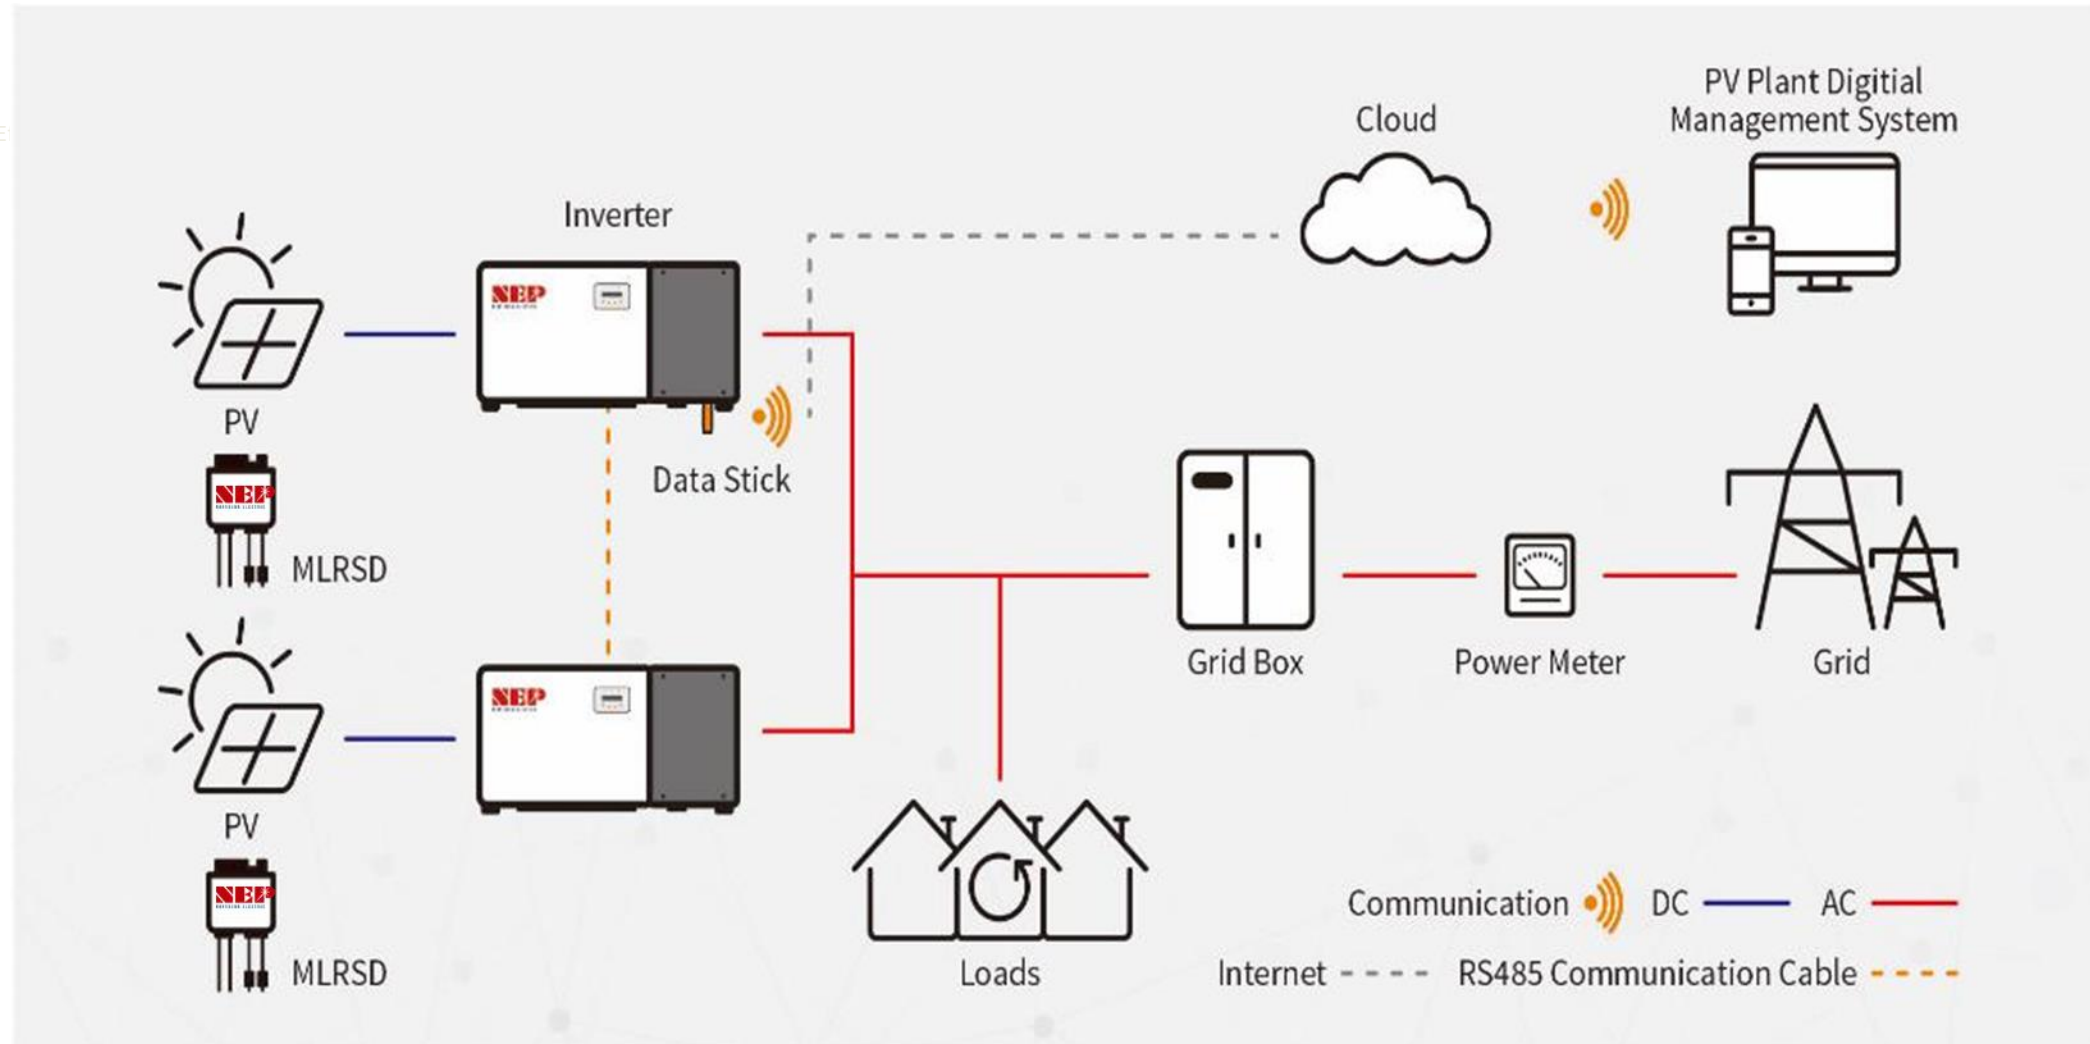 PV Plant Digitial
Management System
Cloud
Inverter
NEP
PV
Data Stick
NEP
MLRSD
Grid Box
Power Meter
Grid
NEP
PV
NEP
MLRSD
Loads
Communication
DC
AC
Internet
RS485 Communication Cable